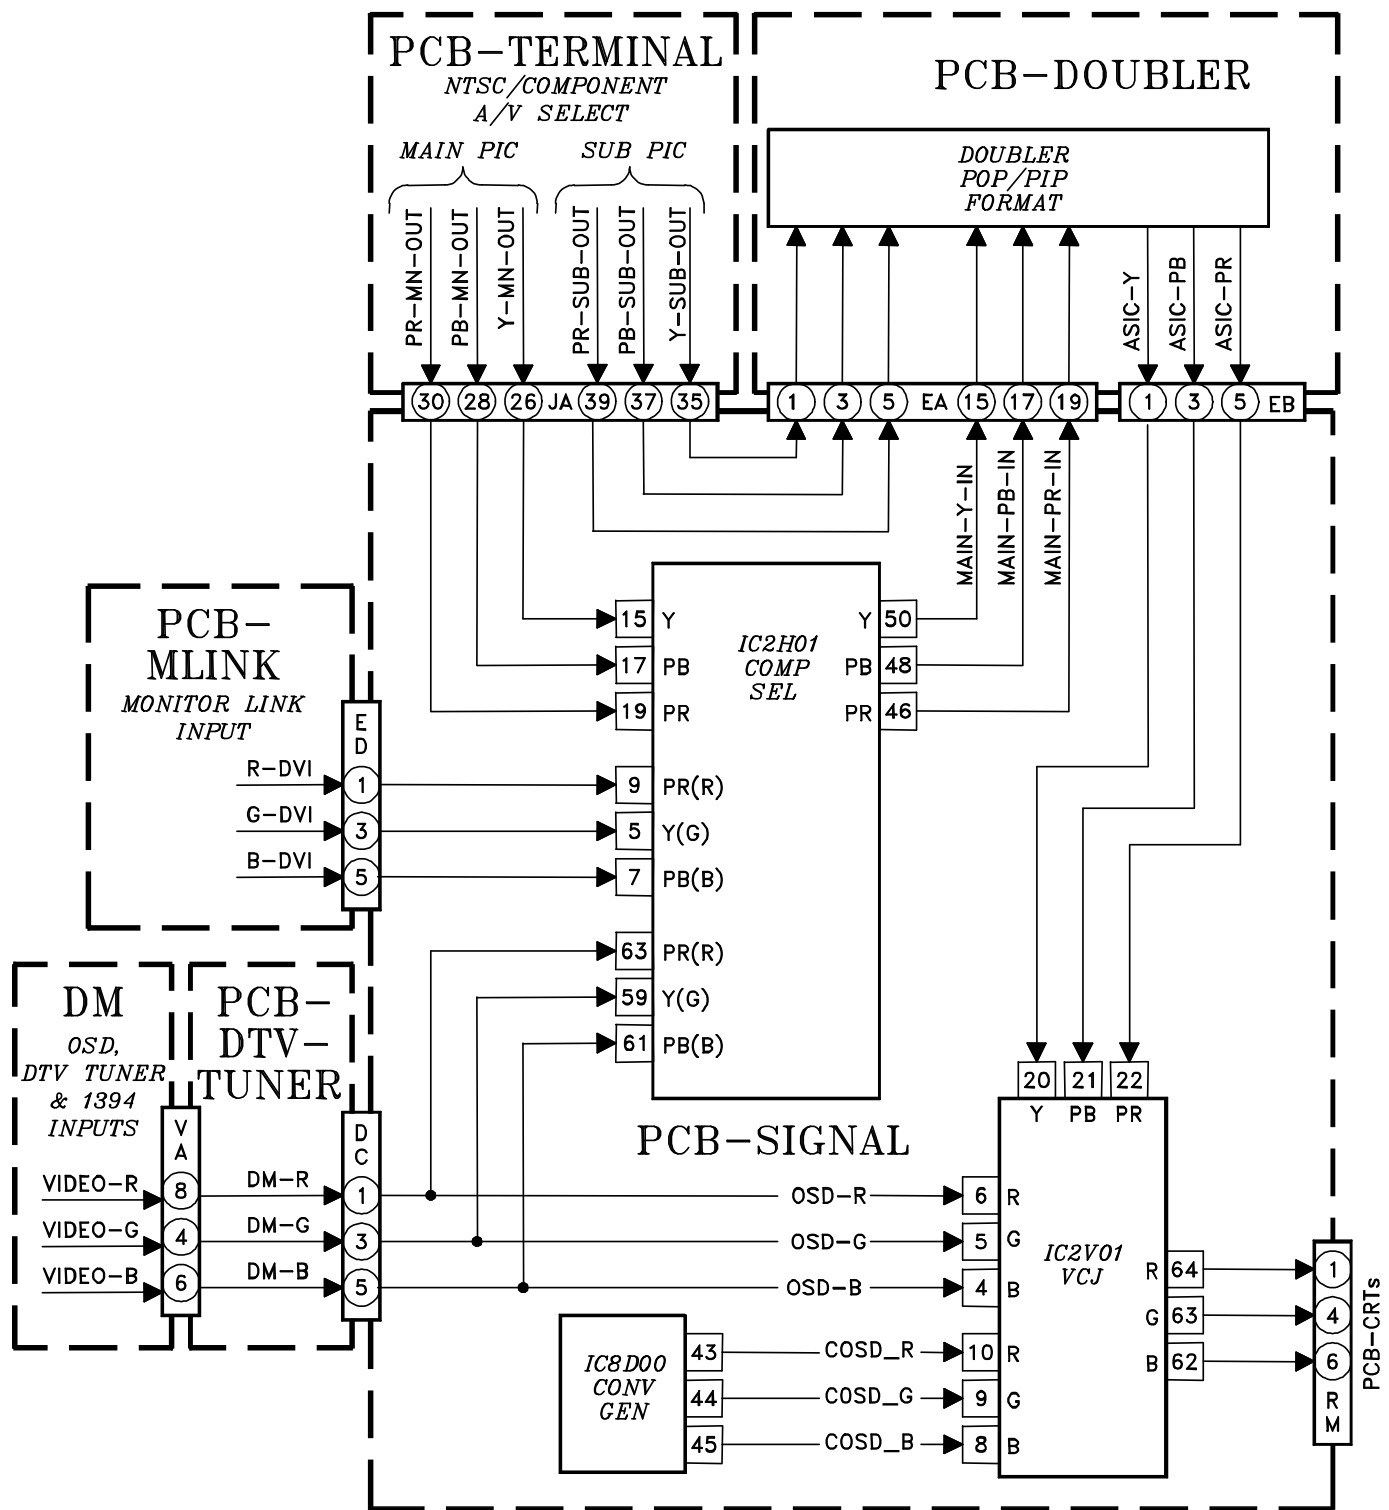 PCB-TERMINAL
NTSC/COMPONENT
A/V SELECT
MAIN PIC
SUB PIC
PR-MN-OUT
PB-MN-OUT
Y-MN-OUT
PR-SUB-OUT
PB-SUB-OUT
Y-SUB-OUT
30 28 26 JA 39 37 35
PCB-DOUBLER
DOUBLER
POP/PIP
FORMAT
ASIC-Y
ASIC-PB
ASIC-PR
1 3 5 EA 15 17 19
1 3 5 EB
MAIN-Y-IN
MAIN-PB-IN
MAIN-PR-IN
PCB-
MLINK
MONITOR LINK
INPUT
R-DVI
G-DVI
B-DVI
ED
1
3
5
IC2H01
COMP
SEL
15 Y
17 PB
19 PR
9 PR(R)
5 Y(G)
7 PB(B)
63 PR(R)
59 Y(G)
61 PB(B)
Y 50
PB 48
PR 46
DM
OSD,
DTV TUNER
& 1394
INPUTS
VIDEO-R
VIDEO-G
VIDEO-B
VA
8
4
6
PCB-
DTV-
TUNER
DM-R
DM-G
DM-B
DC
1
3
5
PCB-SIGNAL
OSD-R
OSD-G
OSD-B
IC8D00
CONV
GEN
43
44
45
COSD_R
COSD_G
COSD_B
20 21 22
Y PB PR
6 R
5 G
4 B
10 R
9 G
8 B
IC2V01
VCJ
R 64
G 63
B 62
1
4
6
RM
PCB-CRTs